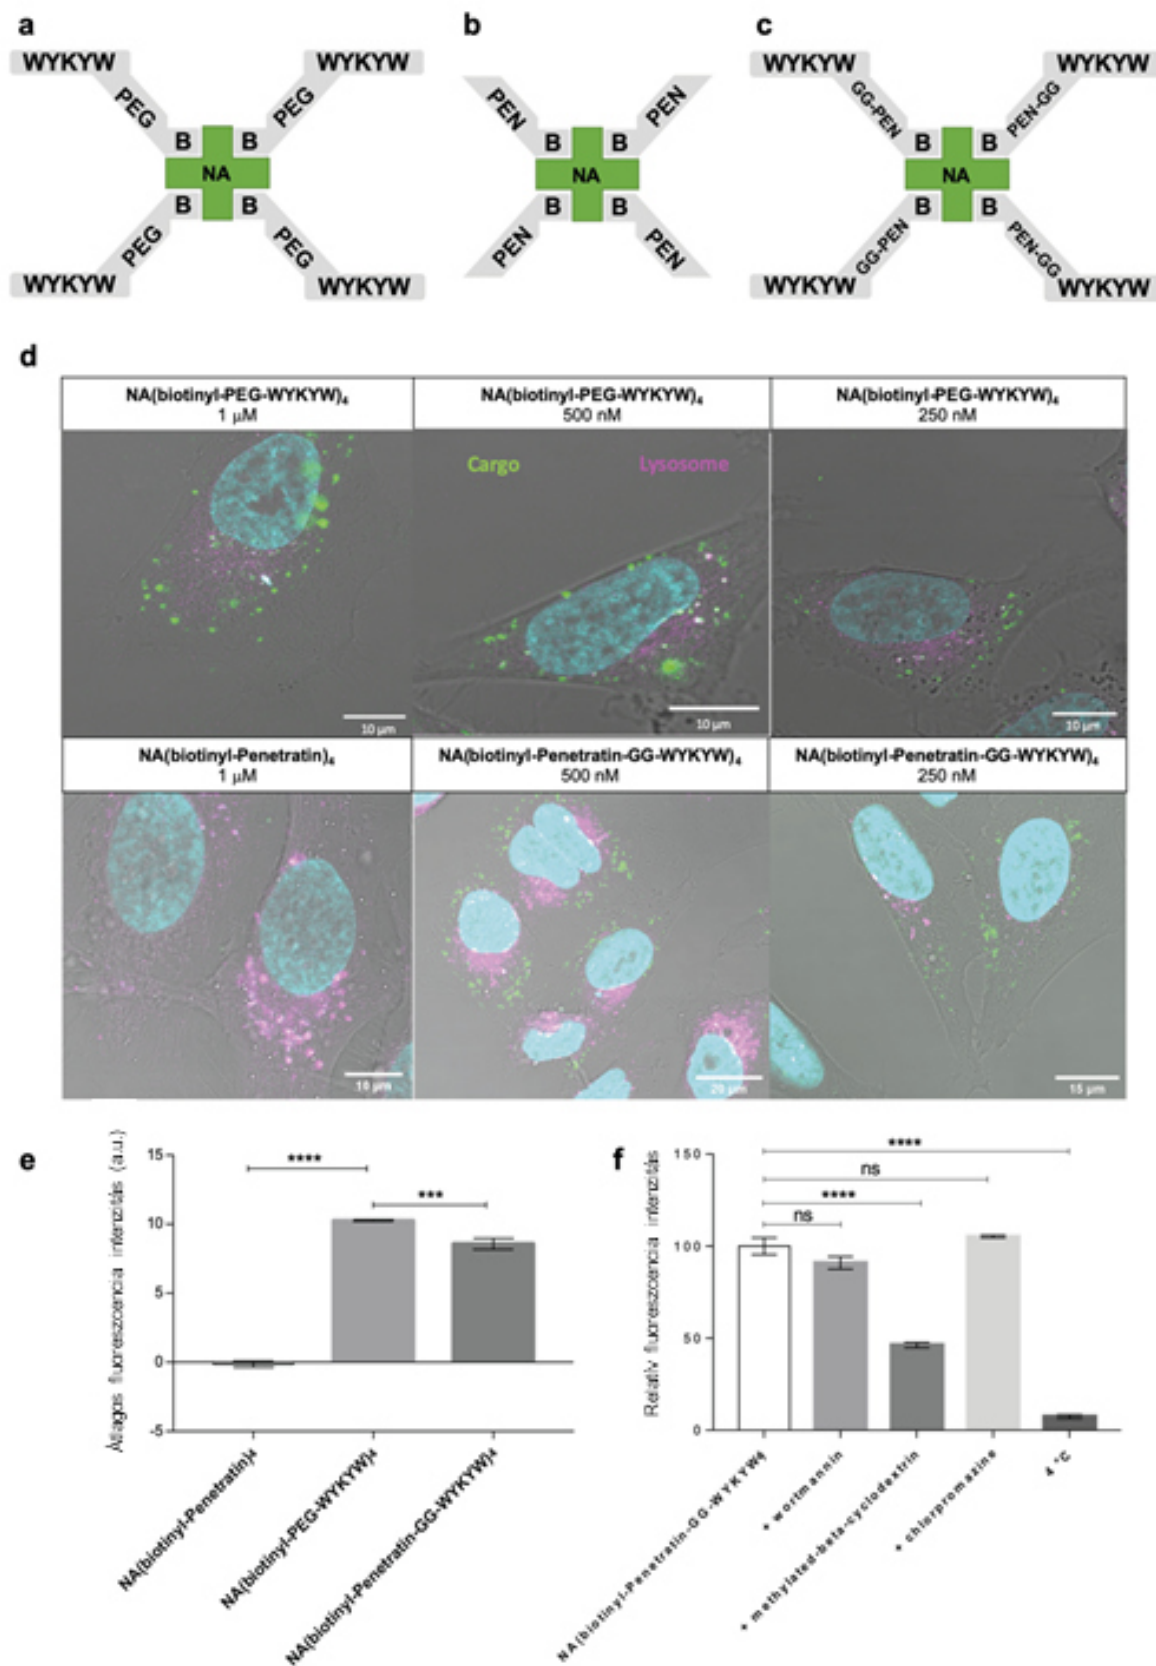 a
b
c
WYKYW
WYKYW
PEG
PEG
B
B
NA
B
B
PEG
PEG
WYKYW
WYKYW
PEN
PEN
B
B
NA
B
B
PEN
PEN
WYKYW
WYKYW
GG-PEN
PEN-GG
B
B
NA
B
B
GG-PEN
PEN-GG
WYKYW
WYKYW
d
NA(biotinyl-PEG-WYKYW)₄
1 µM
NA(biotinyl-PEG-WYKYW)₄
500 nM
NA(biotinyl-PEG-WYKYW)₄
250 nM
Cargo
Lysosome
10 µm
10 µm
10 µm
NA(biotinyl-Penetratin)₄
1 µM
NA(biotinyl-Penetratin-GG-WYKYW)₄
500 nM
NA(biotinyl-Penetratin-GG-WYKYW)₄
250 nM
10 µm
20 µm
15 µm
e
Átlagos fluoreszcencia intenzitás (a.u.)
15
10
5
0
-5
****
***
NA(biotinyl-Penetratin)4
NA(biotinyl-PEG-WYKYW)4
NA(biotinyl-Penetratin-GG-WYKYW)4
f
Relatív fluoreszcencia intenzitás
150
100
50
0
****
ns
****
ns
NA(biotinyl-Penetratin-GG-WYKYW)4
+ wortmannin
+ methylated-beta-cyclodextrin
+ chlorpromazine
4 °C